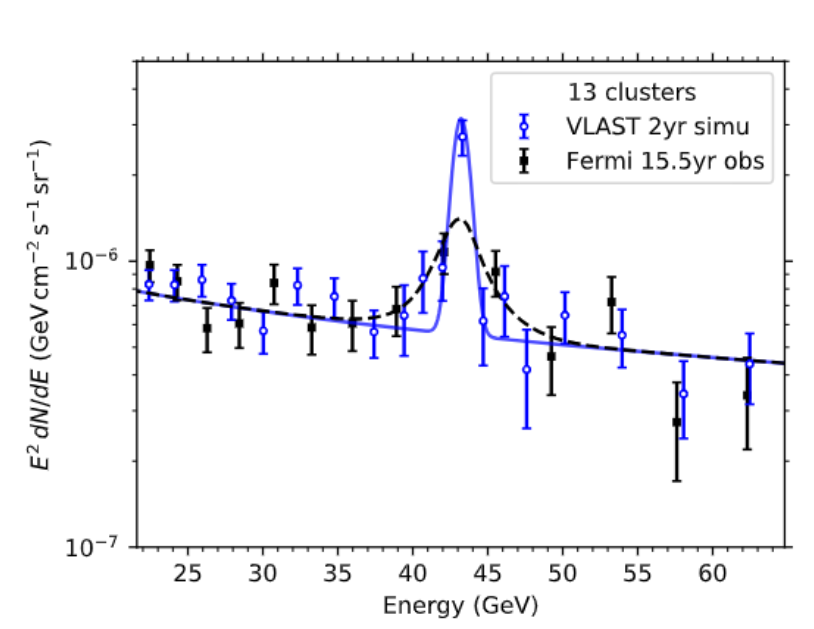 13 clusters
VLAST 2yr simu
Fermi 15.5yr obs
10⁻⁶
10⁻⁷
E² dN/dE (GeV cm⁻² s⁻¹ sr⁻¹)
25 30 35 40 45 50 55 60
Energy (GeV)